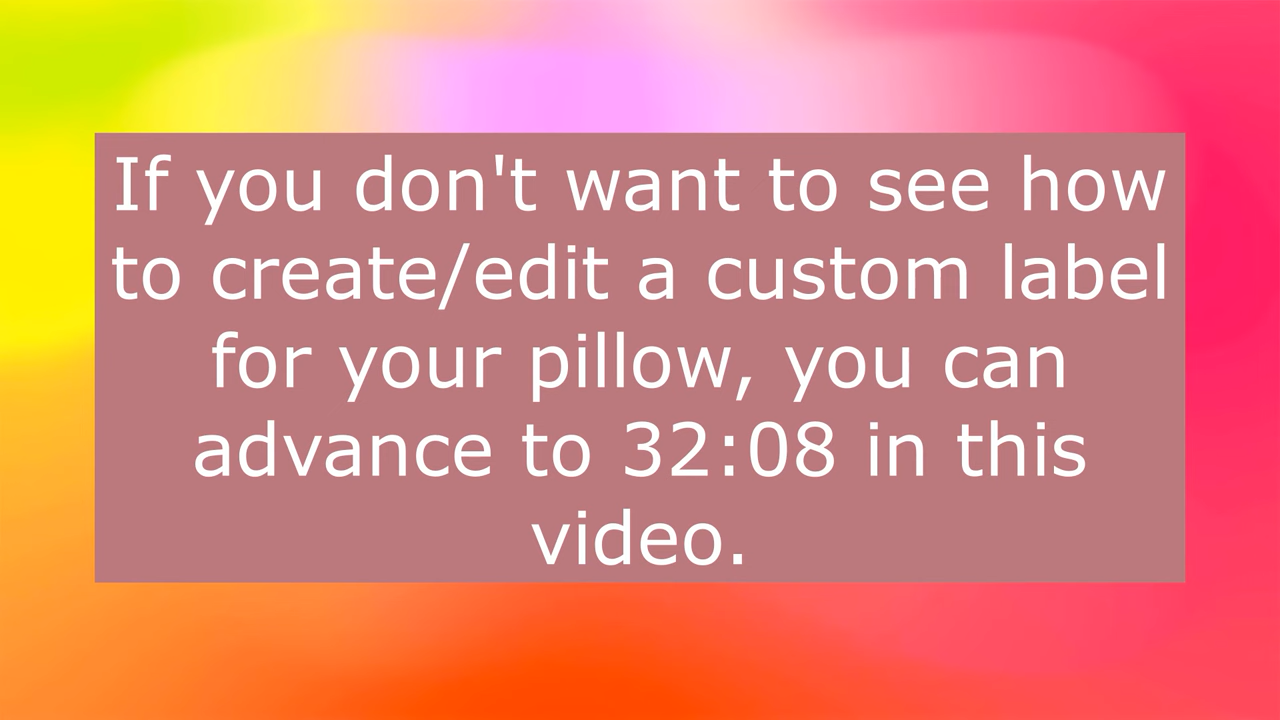 If you don't want to see how
to create/edit a custom label
for your pillow, you can
advance to 32:08 in this
video.